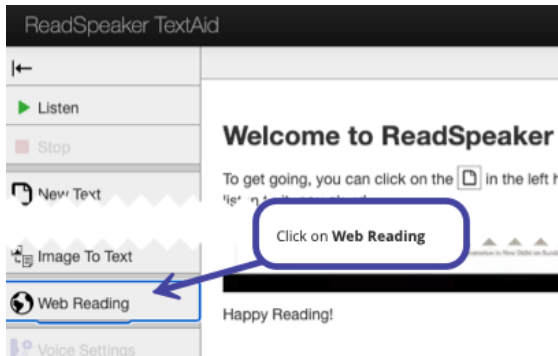 ReadSpeaker TextAid
Listen
Stop
New Text
Image To Text
Web Reading
Voice Settings
Welcome to ReadSpeaker
To get going, you can click on the in the left h
Click on Web Reading
Happy Reading!